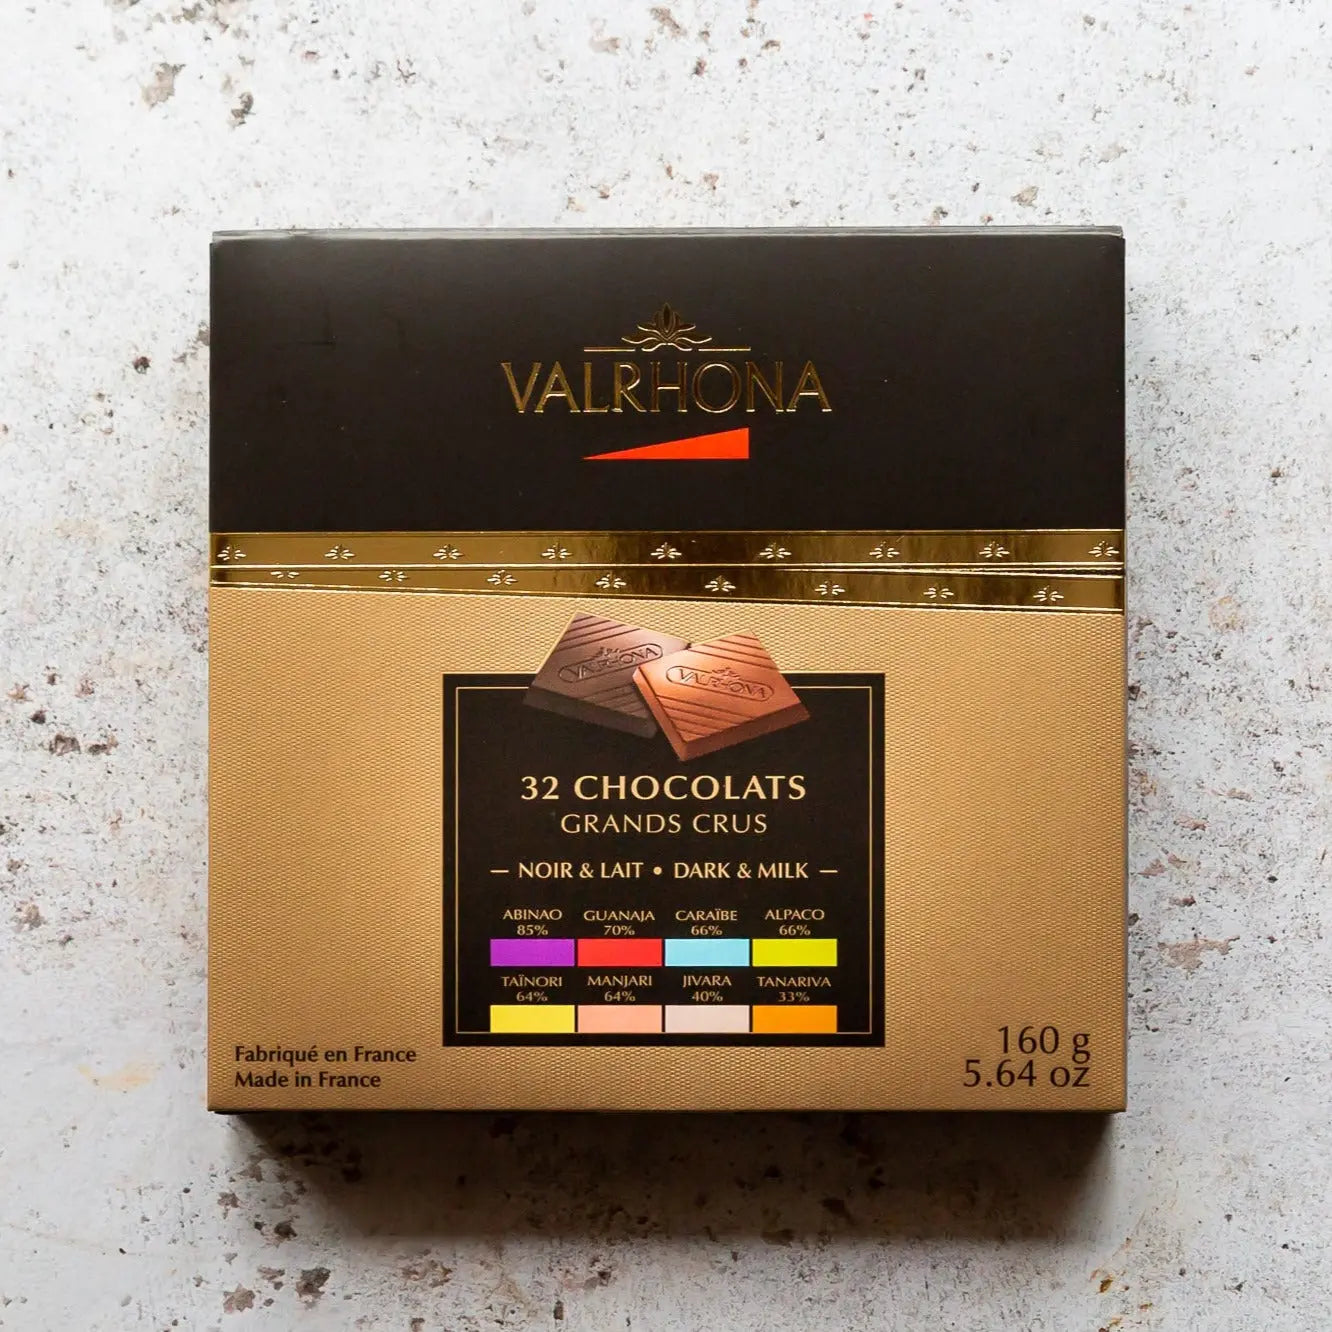 VALRHONA
VALRHONA
VALRHONA
32 CHOCOLATS
GRANDS CRUS
— NOIR & LAIT • DARK & MILK —
ABINAO GUANAJA CARAÏBE ALPACO
85% 70% 66% 66%
TAÏNORI MANJARI JIVARA TANARIVA
64% 64% 40% 33%
Fabriqué en France
Made in France
160 g
5.64 oz